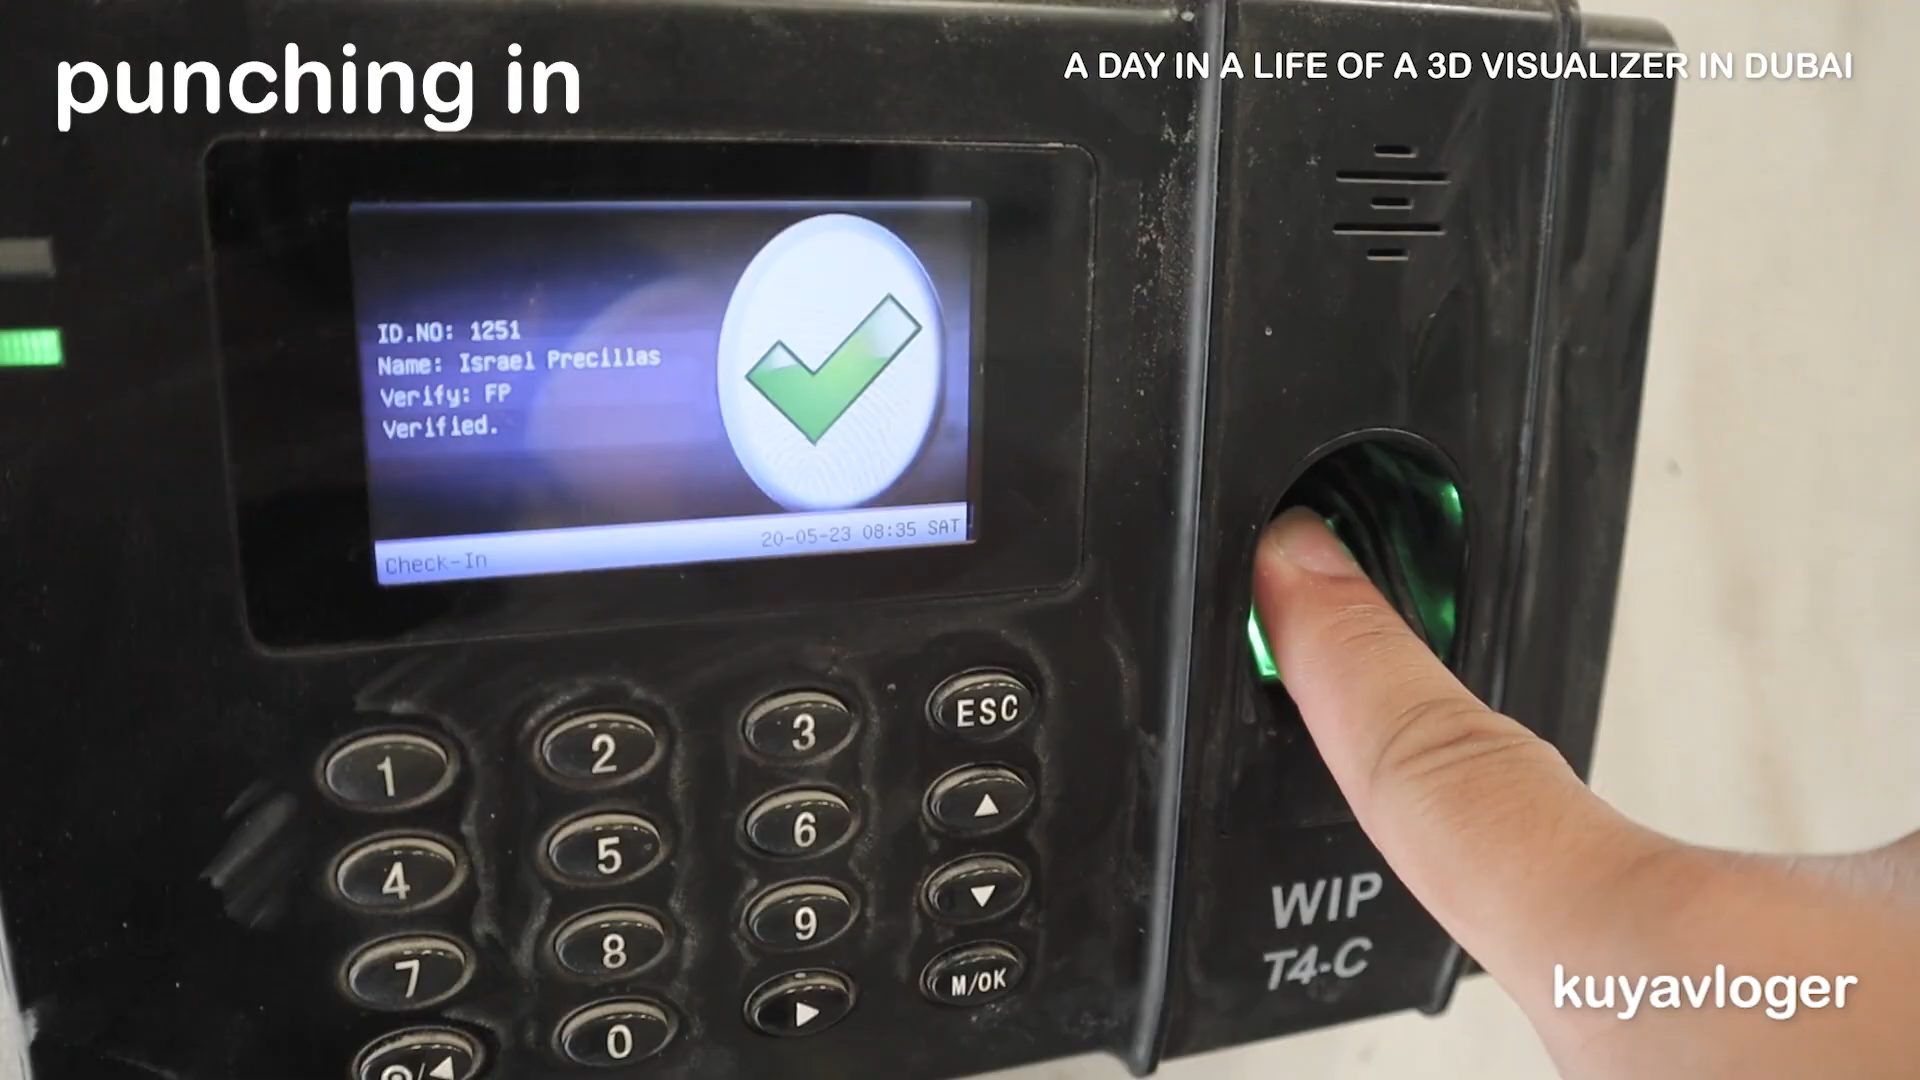 punching in
A DAY IN A LIFE OF A 3D VISUALIZER IN DUBAI
ID.NO: 1251
Name: Israel Precillas
Verify: FP
Verified.
20-05-23 08:35 SAT
Check-In
1 2 3 ESC
4 5 6 ▲
7 8 9 ▼
0 ▶ M/OK
WIP
T4-C
kuyavloger